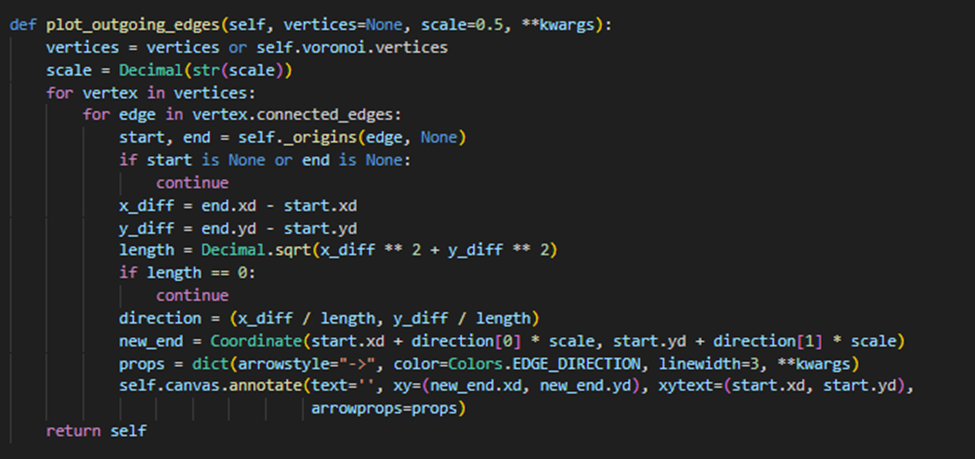 def plot_outgoing_edges(self, vertices=None, scale=0.5, **kwargs):
    vertices = vertices or self.voronoi.vertices
    scale = Decimal(str(scale))
    for vertex in vertices:
        for edge in vertex.connected_edges:
            start, end = self._origins(edge, None)
            if start is None or end is None:
                continue
            x_diff = end.xd - start.xd
            y_diff = end.yd - start.yd
            length = Decimal.sqrt(x_diff ** 2 + y_diff ** 2)
            if length == 0:
                continue
            direction = (x_diff / length, y_diff / length)
            new_end = Coordinate(start.xd + direction[0] * scale, start.yd + direction[1] * scale)
            props = dict(arrowstyle="->", color=Colors.EDGE_DIRECTION, linewidth=3, **kwargs)
            self.canvas.annotate(text='', xy=(new_end.xd, new_end.yd), xytext=(start.xd, start.yd),
                                 arrowprops=props)
    return self